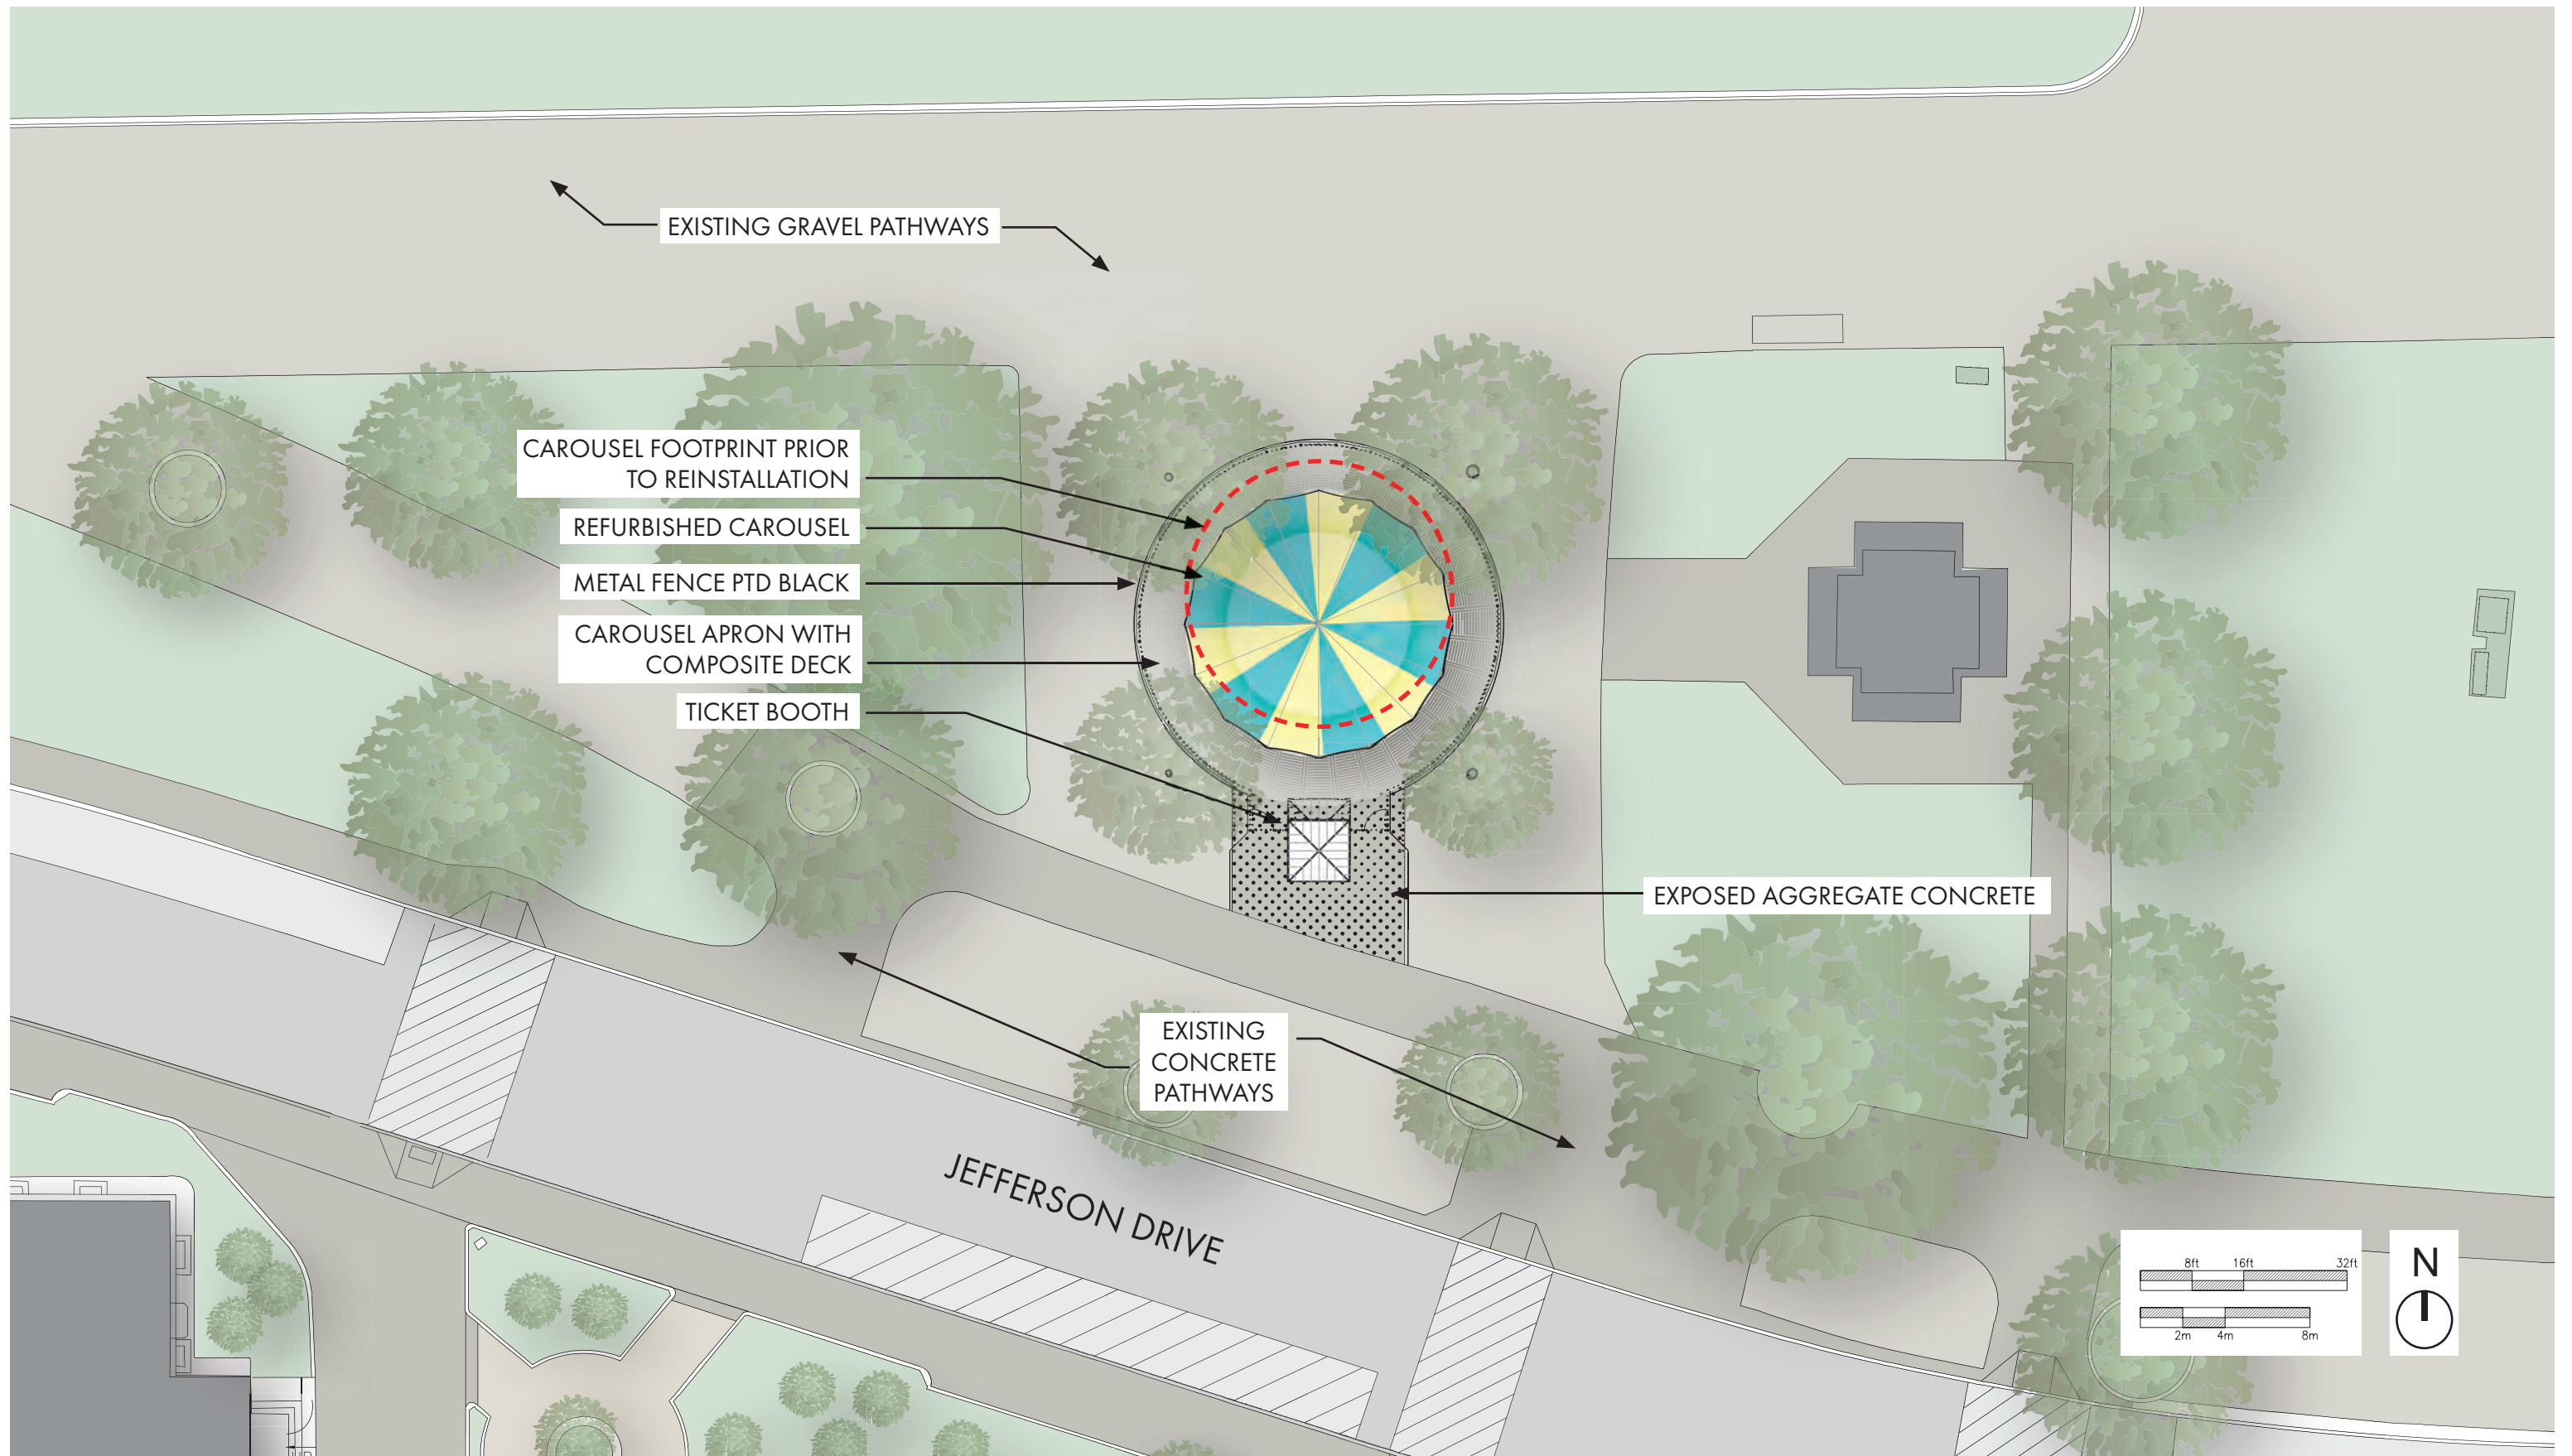 EXISTING GRAVEL PATHWAYS
CAROUSEL FOOTPRINT PRIOR
TO REINSTALLATION
REFURBISHED CAROUSEL
METAL FENCE PTD BLACK
CAROUSEL APRON WITH
COMPOSITE DECK
TICKET BOOTH
EXPOSED AGGREGATE CONCRETE
EXISTING
CONCRETE
PATHWAYS
JEFFERSON DRIVE
8ft 16ft 32ft
2m 4m 8m
N